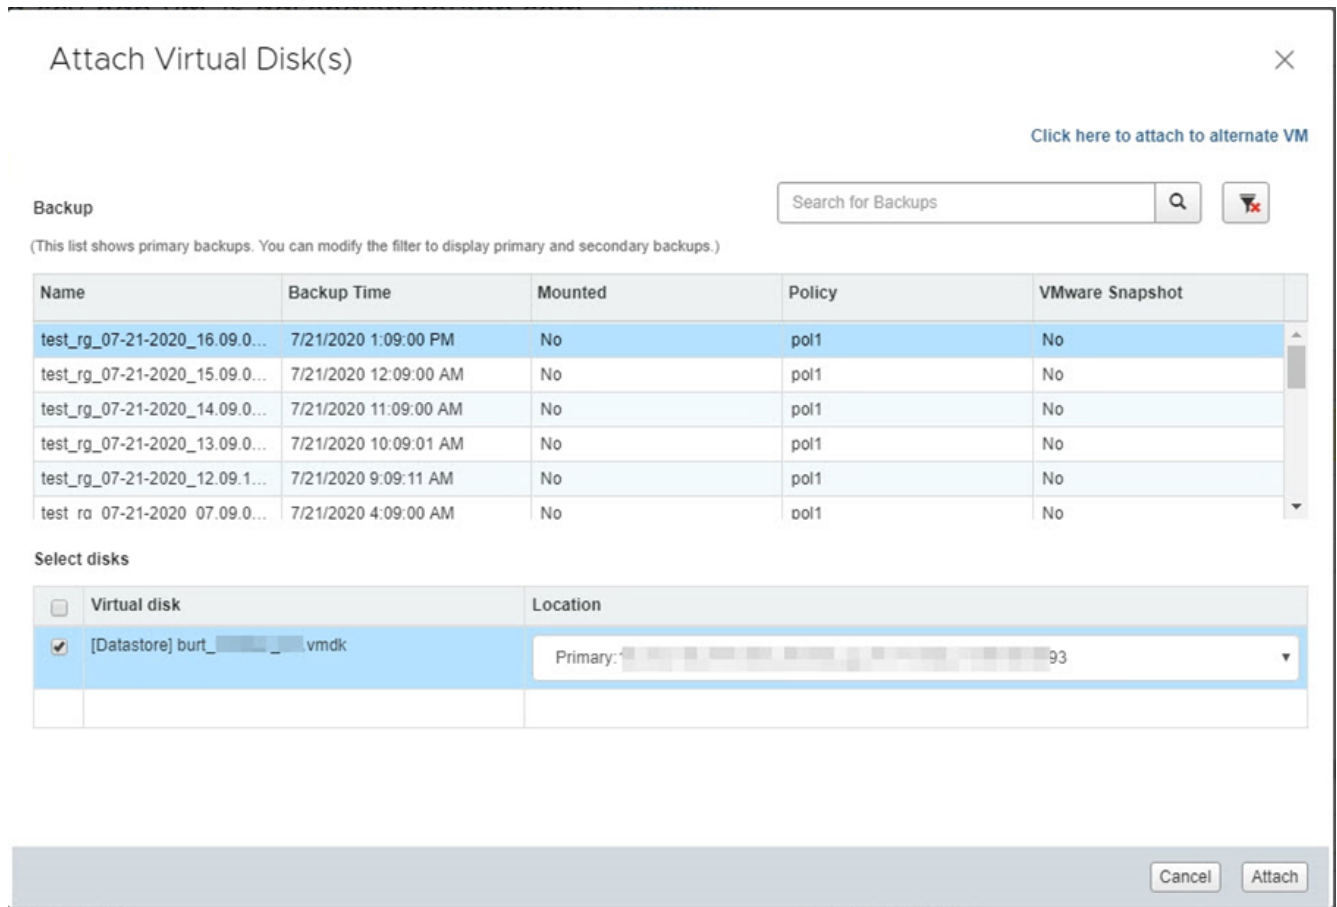 Attach Virtual Disk(s)
Click here to attach to alternate VM
Backup
Search for Backups
(This list shows primary backups. You can modify the filter to display primary and secondary backups.)
Name Backup Time Mounted Policy VMware Snapshot
test_rg_07-21-2020_16.09.0... 7/21/2020 1:09:00 PM No pol1 No
test_rg_07-21-2020_15.09.0... 7/21/2020 12:09:00 AM No pol1 No
test_rg_07-21-2020_14.09.0... 7/21/2020 11:09:00 AM No pol1 No
test_rg_07-21-2020_13.09.0... 7/21/2020 10:09:01 AM No pol1 No
test_rg_07-21-2020_12.09.1... 7/21/2020 9:09:11 AM No pol1 No
test_rg_07-21-2020_07.09.0... 7/21/2020 4:09:00 AM No pol1 No
Select disks
Virtual disk Location
[Datastore] burt_ _ .vmdk Primary: 93
Cancel Attach